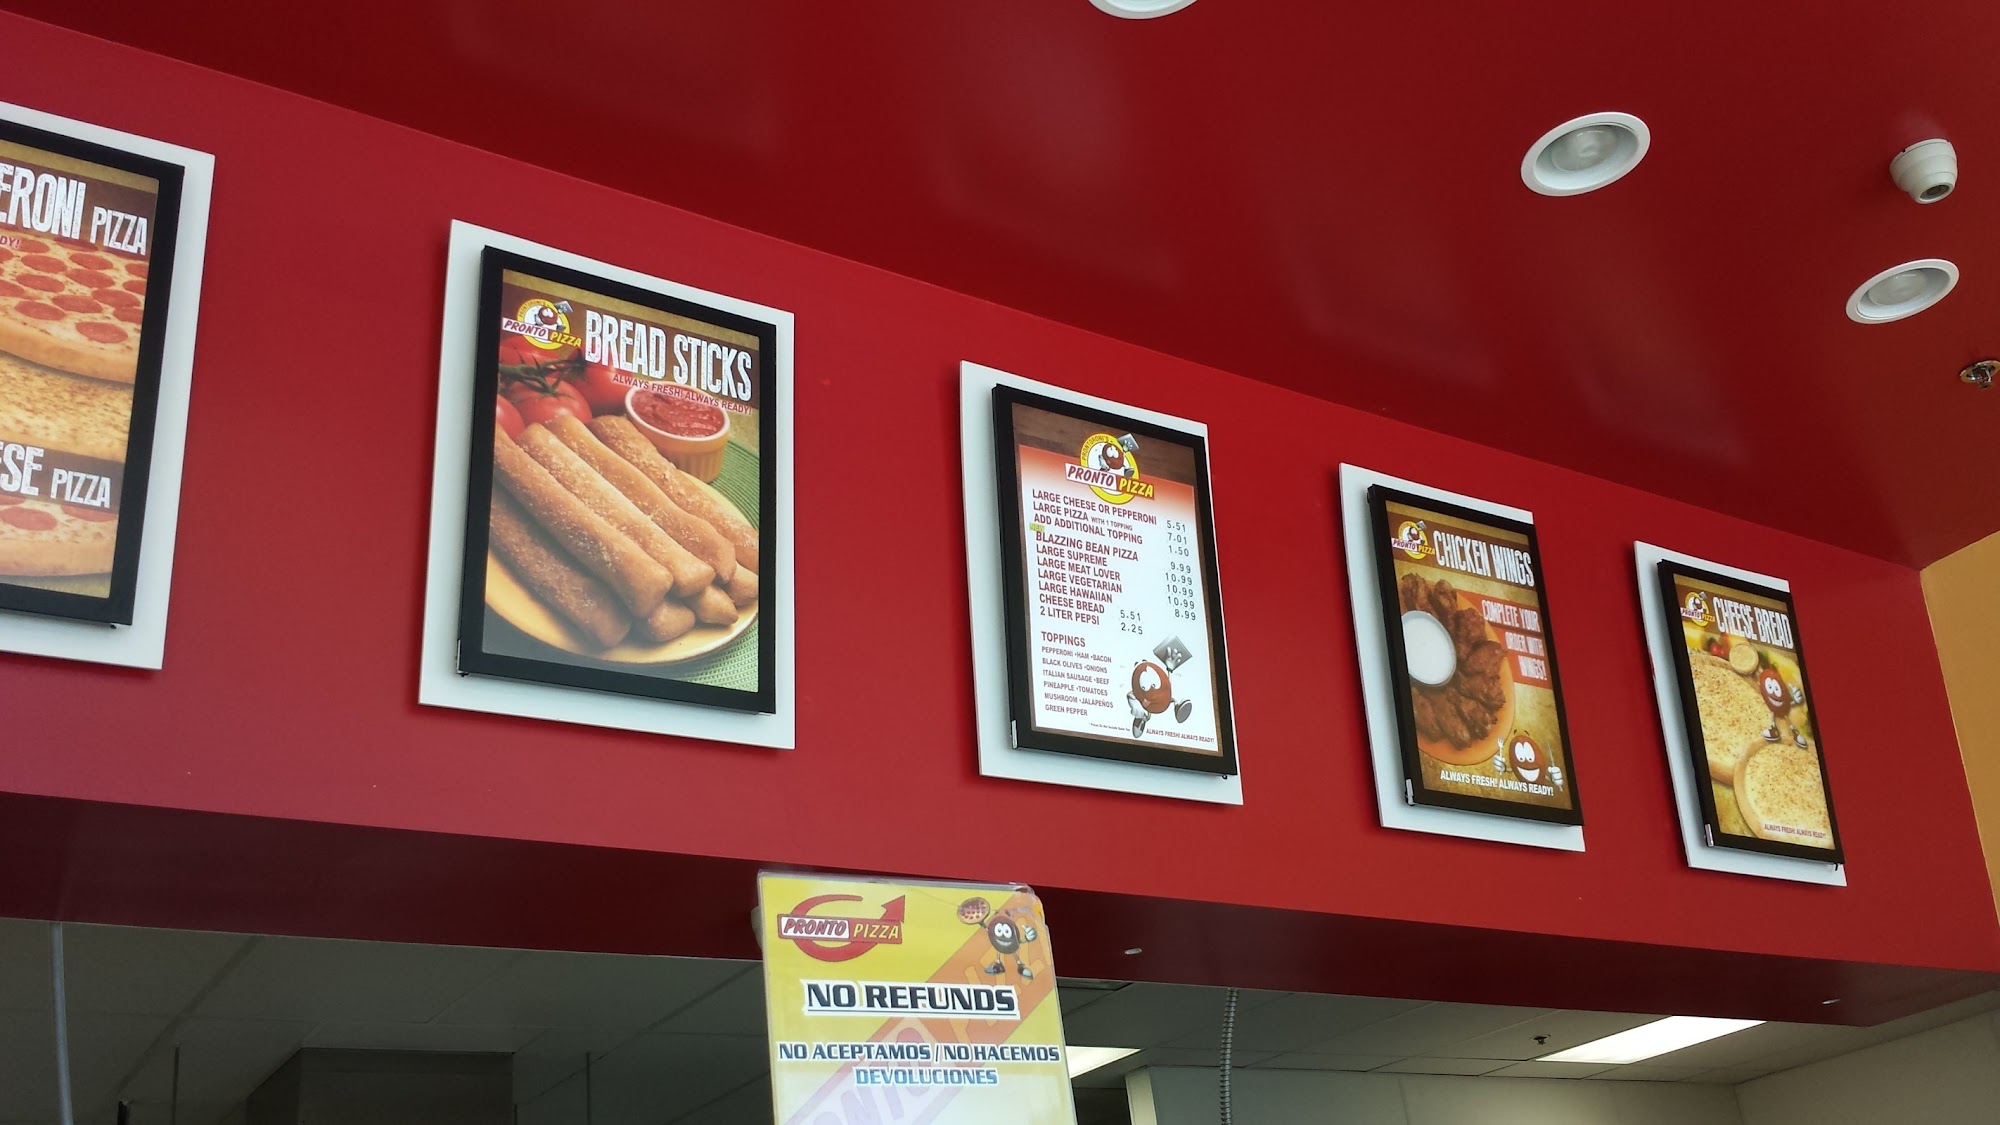 ERONI PIZZA
DY!
ESE PIZZA
PRONTO PIZZA
BREAD STICKS
ALWAYS FRESH! ALWAYS READY!
PRONTORONI'S
PRONTO PIZZA
LARGE CHEESE OR PEPPERONI 5.51
LARGE PIZZA WITH 1 TOPPING 7.01
ADD ADDITIONAL TOPPING 1.50
BLAZZING BEAN PIZZA 9.99
LARGE SUPREME 10.99
LARGE MEAT LOVER 10.99
LARGE VEGETARIAN 10.99
LARGE HAWAIIAN 8.99
CHEESE BREAD 5.51
2 LITER PEPSI 2.25
TOPPINGS
PEPPERONI •HAM •BACON
BLACK OLIVES •ONIONS
ITALIAN SAUSAGE •BEEF
PINEAPPLE •TOMATOES
MUSHROOM •JALAPEÑOS
GREEN PEPPER
ALWAYS FRESH! ALWAYS READY!
PRONTO PIZZA
CHICKEN WINGS
COMPLETE YOUR
ORDER WITH
WINGS!
ALWAYS FRESH! ALWAYS READY!
PRONTO PIZZA
CHEESE BREAD
ALWAYS FRESH! ALWAYS READY!
PRONTO PIZZA
NO REFUNDS
NO ACEPTAMOS / NO HACEMOS
DEVOLUCIONES